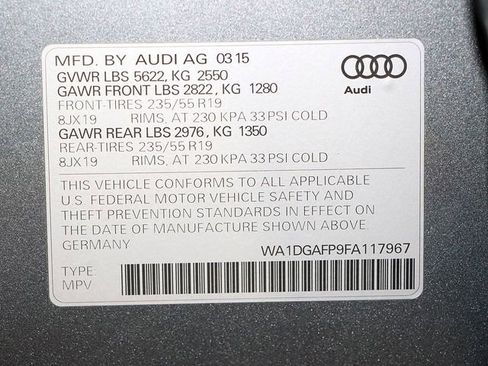 MFD. BY AUDI AG 03 15
GVWR LBS 5622, KG 2550
GAWR FRONT LBS 2822, KG 1280
FRONT-TIRES 235/55 R19
8JX19 RIMS, AT 230 KPA 33 PSI COLD
GAWR REAR LBS 2976, KG 1350
REAR-TIRES 235/55 R19
8JX19 RIMS, AT 230 KPA 33 PSI COLD
Audi
THIS VEHICLE CONFORMS TO ALL APPLICABLE
U.S. FEDERAL MOTOR VEHICLE SAFETY AND
THEFT PREVENTION STANDARDS IN EFFECT ON
THE DATE OF MANUFACTURE SHOWN ABOVE.
GERMANY WA1DGAFP9FA117967
TYPE
MPV